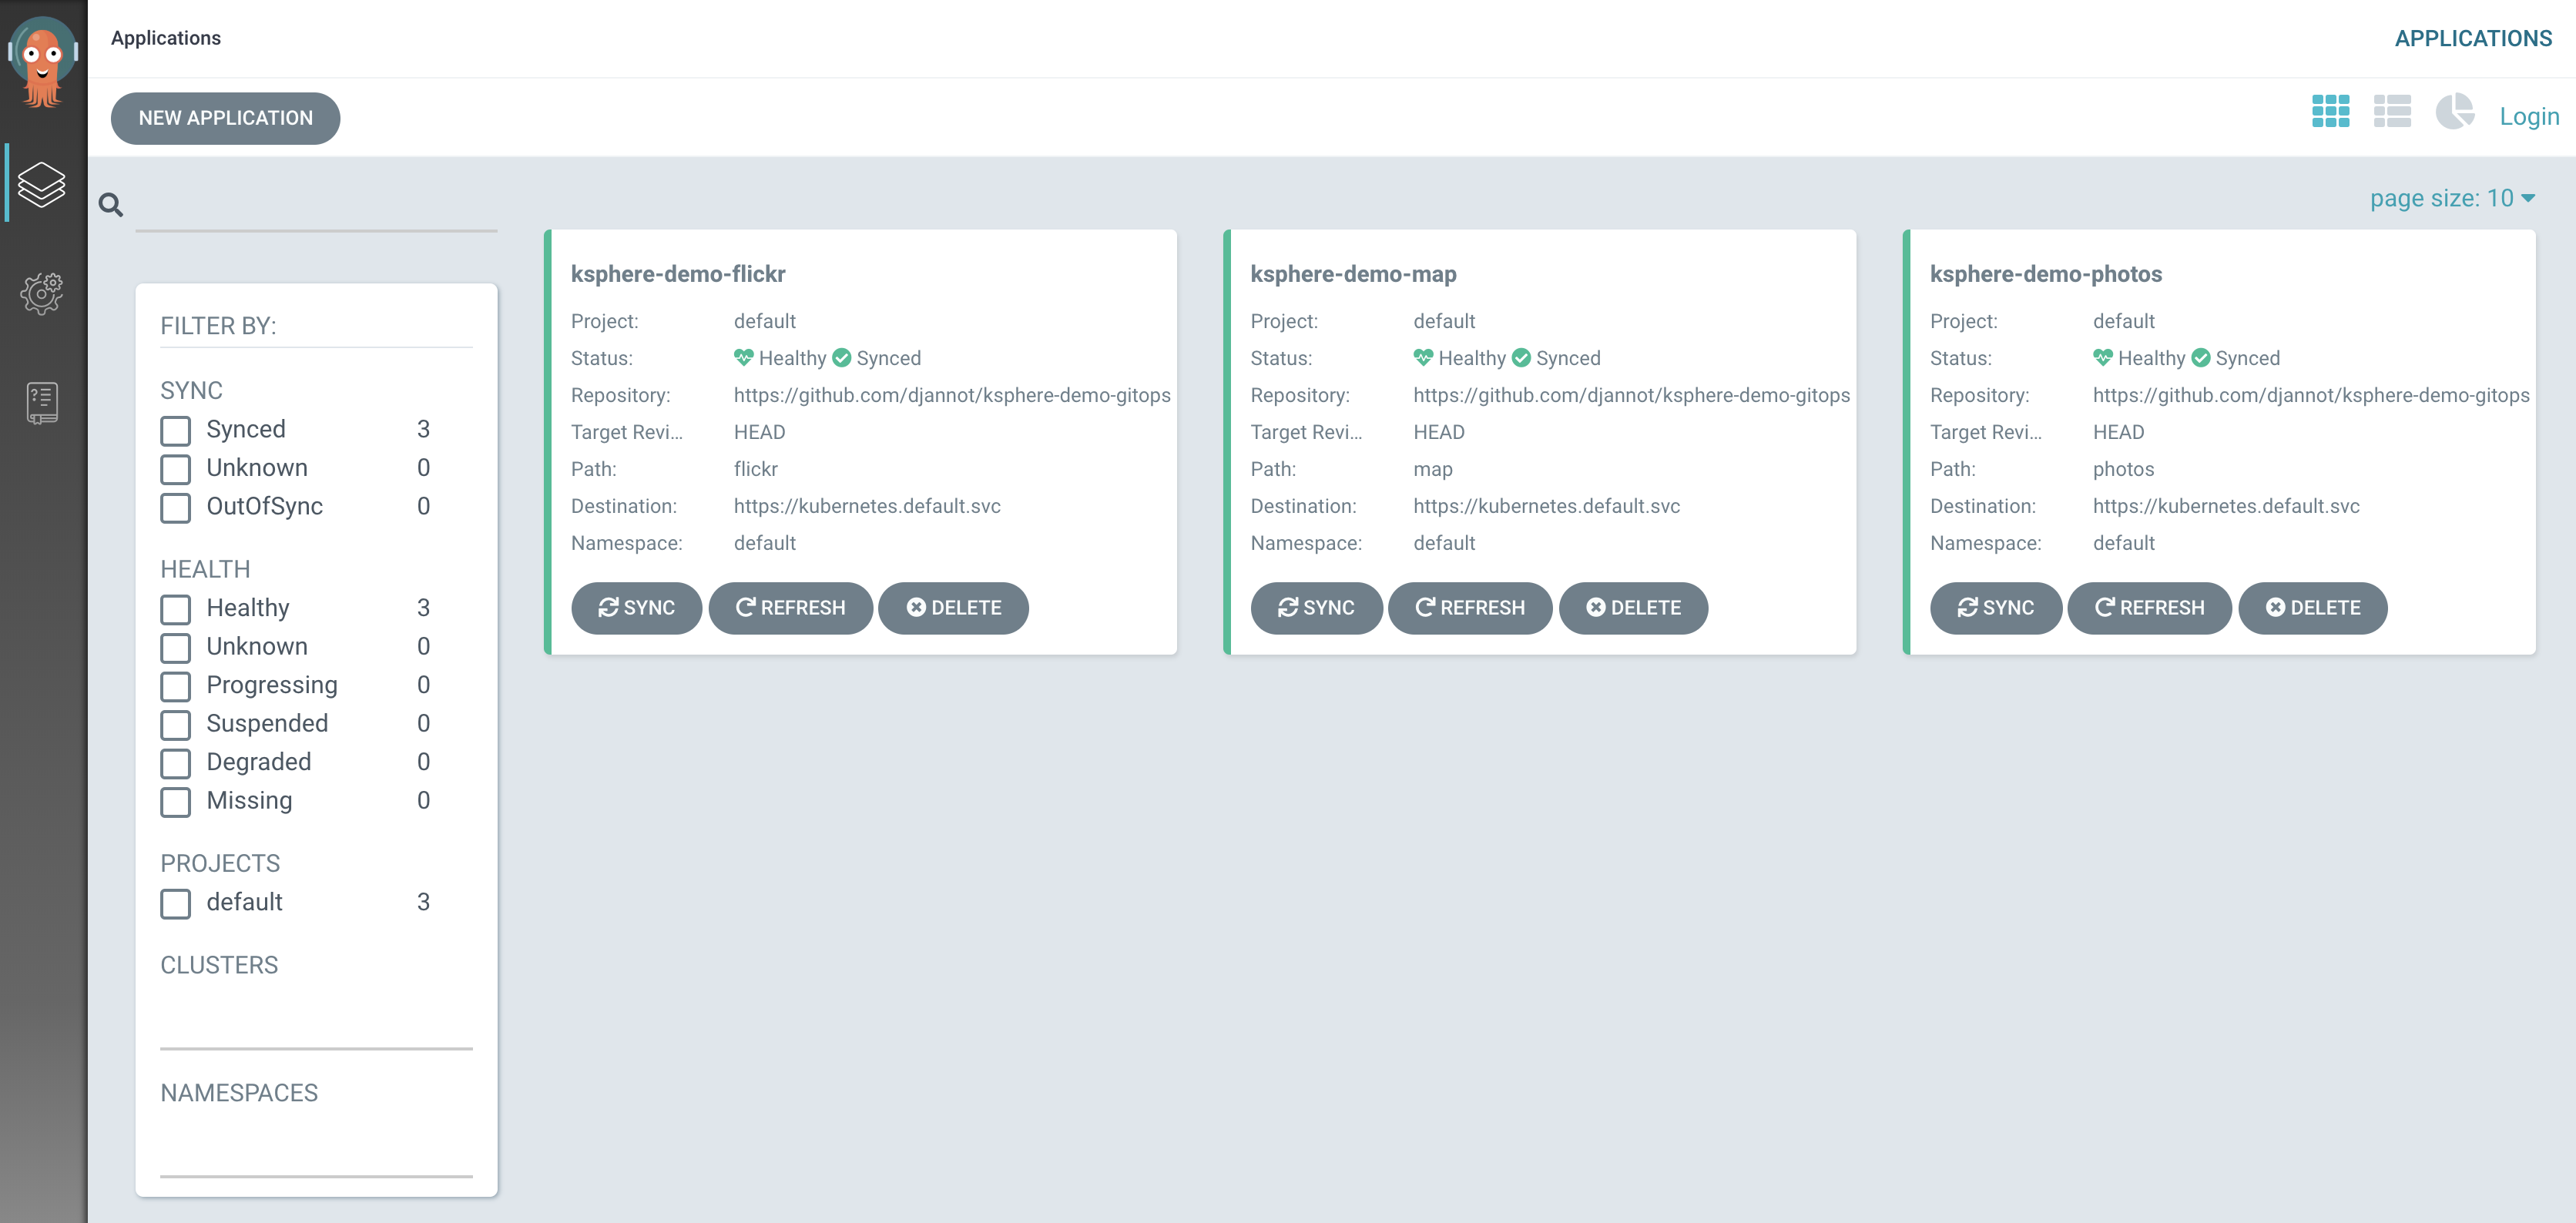 Applications
APPLICATIONS
NEW APPLICATION
Login
page size: 10
FILTER BY:
SYNC
Synced 3
Unknown 0
OutOfSync 0
HEALTH
Healthy 3
Unknown 0
Progressing 0
Suspended 0
Degraded 0
Missing 0
PROJECTS
default 3
CLUSTERS
NAMESPACES
ksphere-demo-flickr
Project: default
Status: Healthy Synced
Repository: https://github.com/djannot/ksphere-demo-gitops
Target Revi... HEAD
Path: flickr
Destination: https://kubernetes.default.svc
Namespace: default
SYNC REFRESH DELETE
ksphere-demo-map
Project: default
Status: Healthy Synced
Repository: https://github.com/djannot/ksphere-demo-gitops
Target Revi... HEAD
Path: map
Destination: https://kubernetes.default.svc
Namespace: default
SYNC REFRESH DELETE
ksphere-demo-photos
Project: default
Status: Healthy Synced
Repository: https://github.com/djannot/ksphere-demo-gitops
Target Revi... HEAD
Path: photos
Destination: https://kubernetes.default.svc
Namespace: default
SYNC REFRESH DELETE